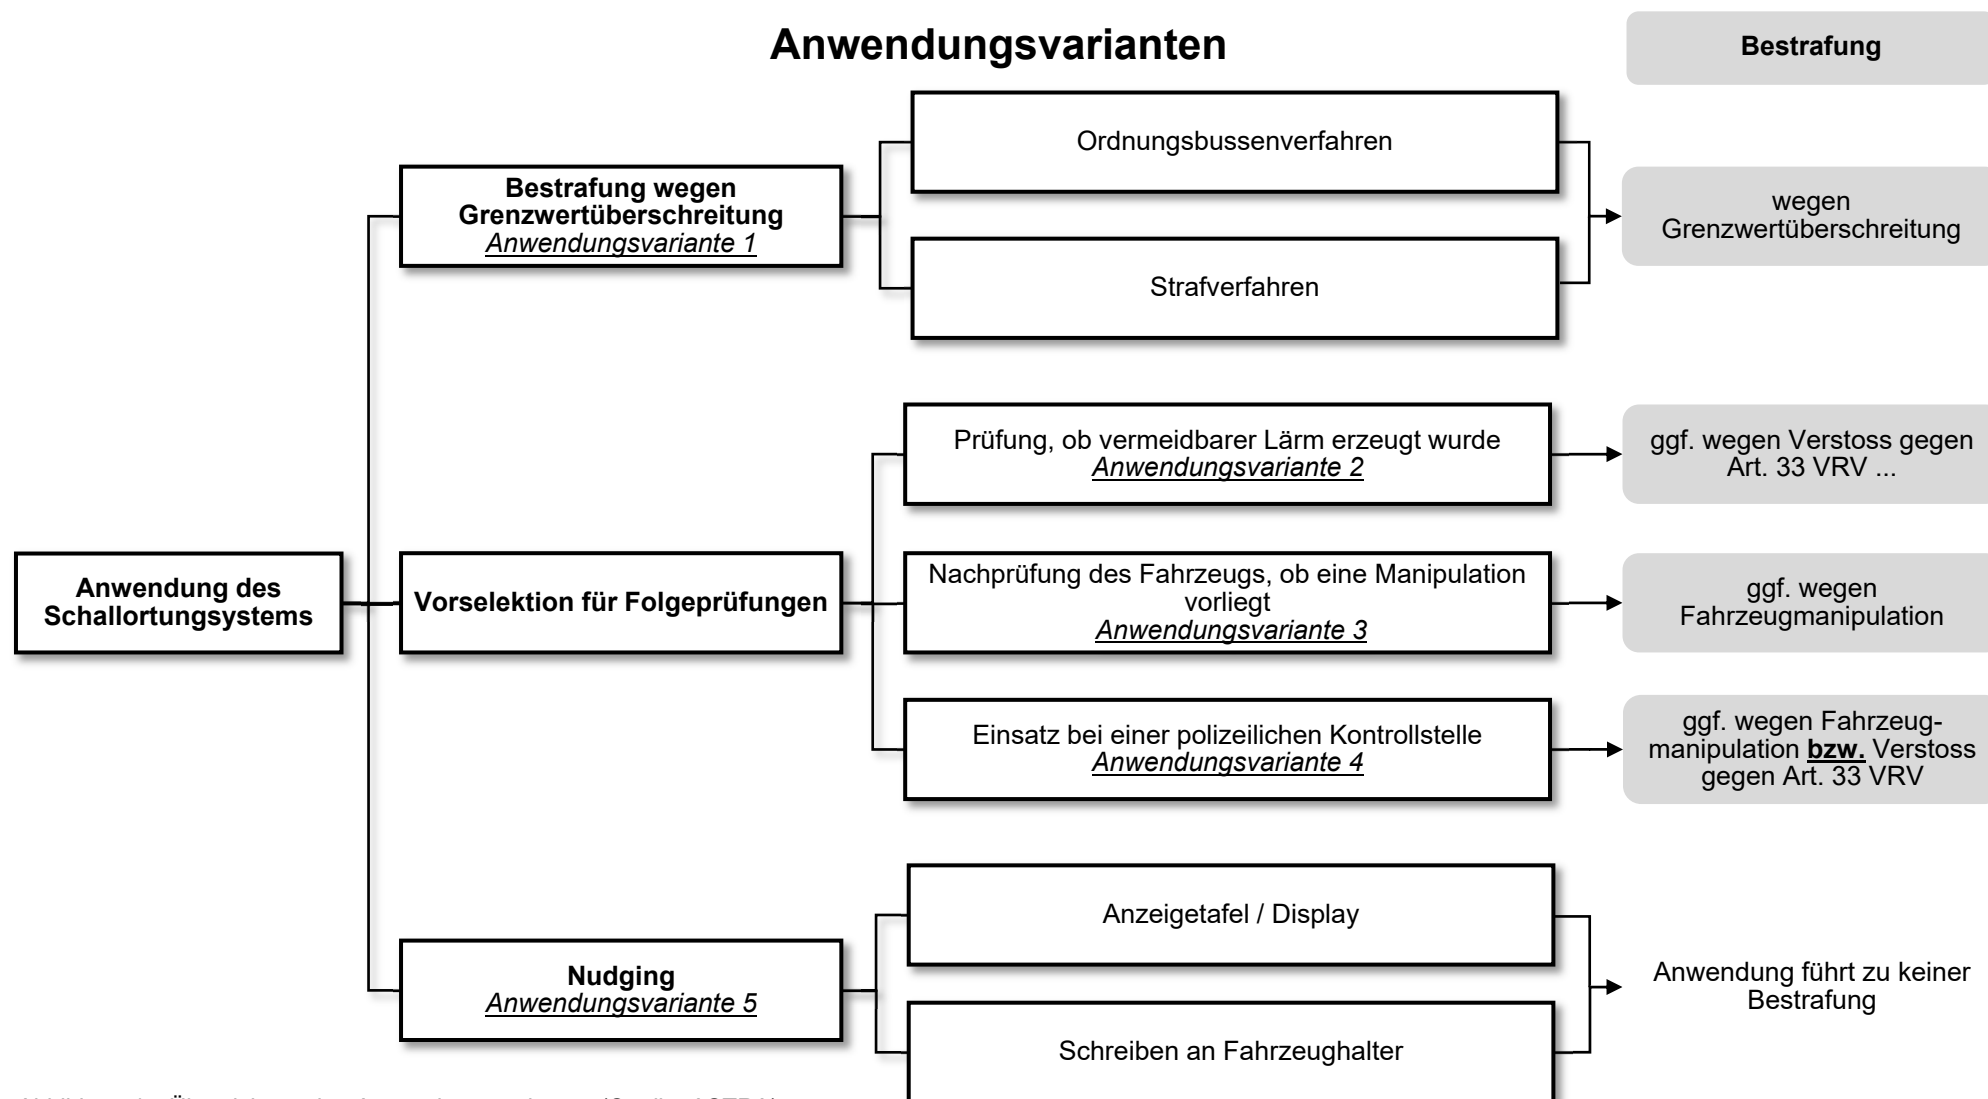 Anwendungsvarianten
Bestrafung
Ordnungsbussenverfahren
Bestrafung wegen
Grenzwertüberschreitung
Anwendungsvariante 1
wegen
Grenzwertüberschreitung
Strafverfahren
Prüfung, ob vermeidbarer Lärm erzeugt wurde
Anwendungsvariante 2
ggf. wegen Verstoss gegen
Art. 33 VRV ...
Anwendung des
Schallortungsystems
Vorselektion für Folgeprüfungen
Nachprüfung des Fahrzeugs, ob eine Manipulation
vorliegt
Anwendungsvariante 3
ggf. wegen
Fahrzeugmanipulation
Einsatz bei einer polizeilichen Kontrollstelle
Anwendungsvariante 4
ggf. wegen Fahrzeug-
manipulation bzw. Verstoss
gegen Art. 33 VRV
Anzeigetafel / Display
Nudging
Anwendungsvariante 5
Anwendung führt zu keiner
Bestrafung
Schreiben an Fahrzeughalter